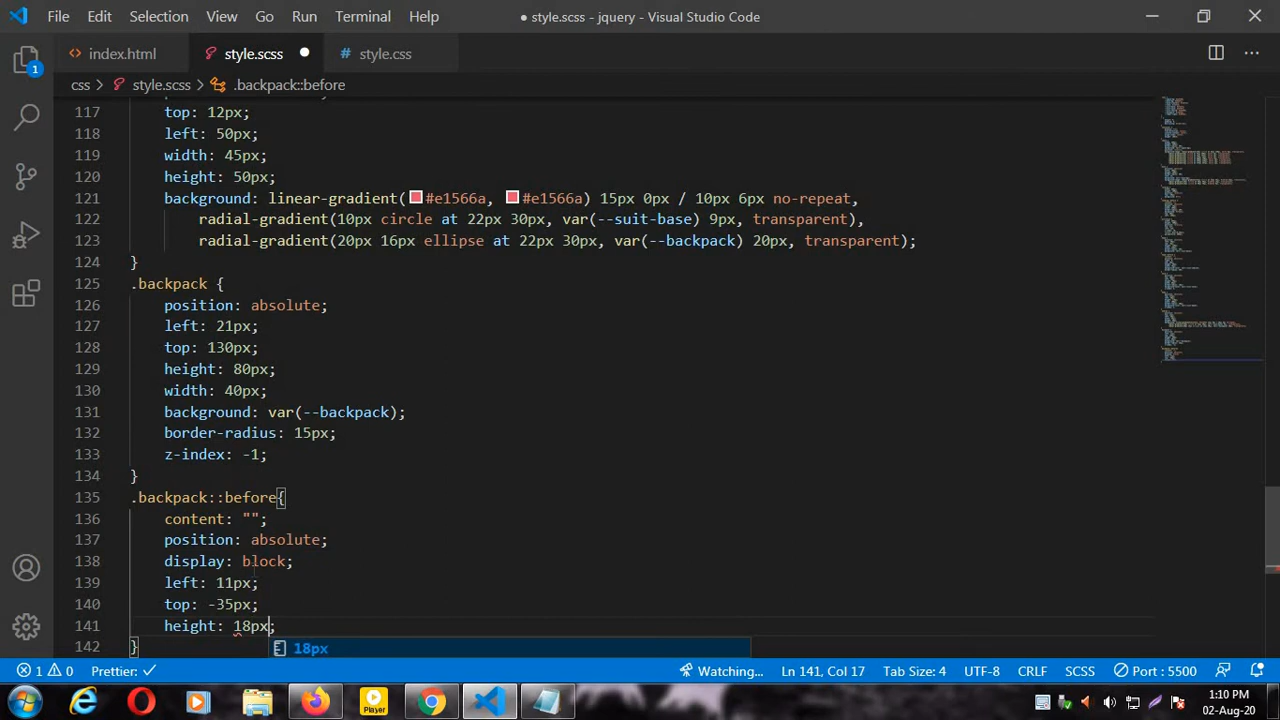 File Edit Selection View Go Run Terminal Help
● style.scss - jquery - Visual Studio Code
index.html style.scss style.css
css > style.scss > .backpack::before
117 top: 12px;
118 left: 50px;
119 width: 45px;
120 height: 50px;
121 background: linear-gradient(#e1566a, #e1566a) 15px 0px / 10px 6px no-repeat,
122 radial-gradient(10px circle at 22px 30px, var(--suit-base) 9px, transparent),
123 radial-gradient(20px 16px ellipse at 22px 30px, var(--backpack) 20px, transparent);
124 }
125 .backpack {
126 position: absolute;
127 left: 21px;
128 top: 130px;
129 height: 80px;
130 width: 40px;
131 background: var(--backpack);
132 border-radius: 15px;
133 z-index: -1;
134 }
135 .backpack::before{
136 content: "";
137 position: absolute;
138 display: block;
139 left: 11px;
140 top: -35px;
141 height: 18px;
18px
142 }
1
1 0 Prettier: ✓ Watching... Ln 141, Col 17 Tab Size: 4 UTF-8 CRLF SCSS Port : 5500
Player
1:10 PM
02-Aug-20